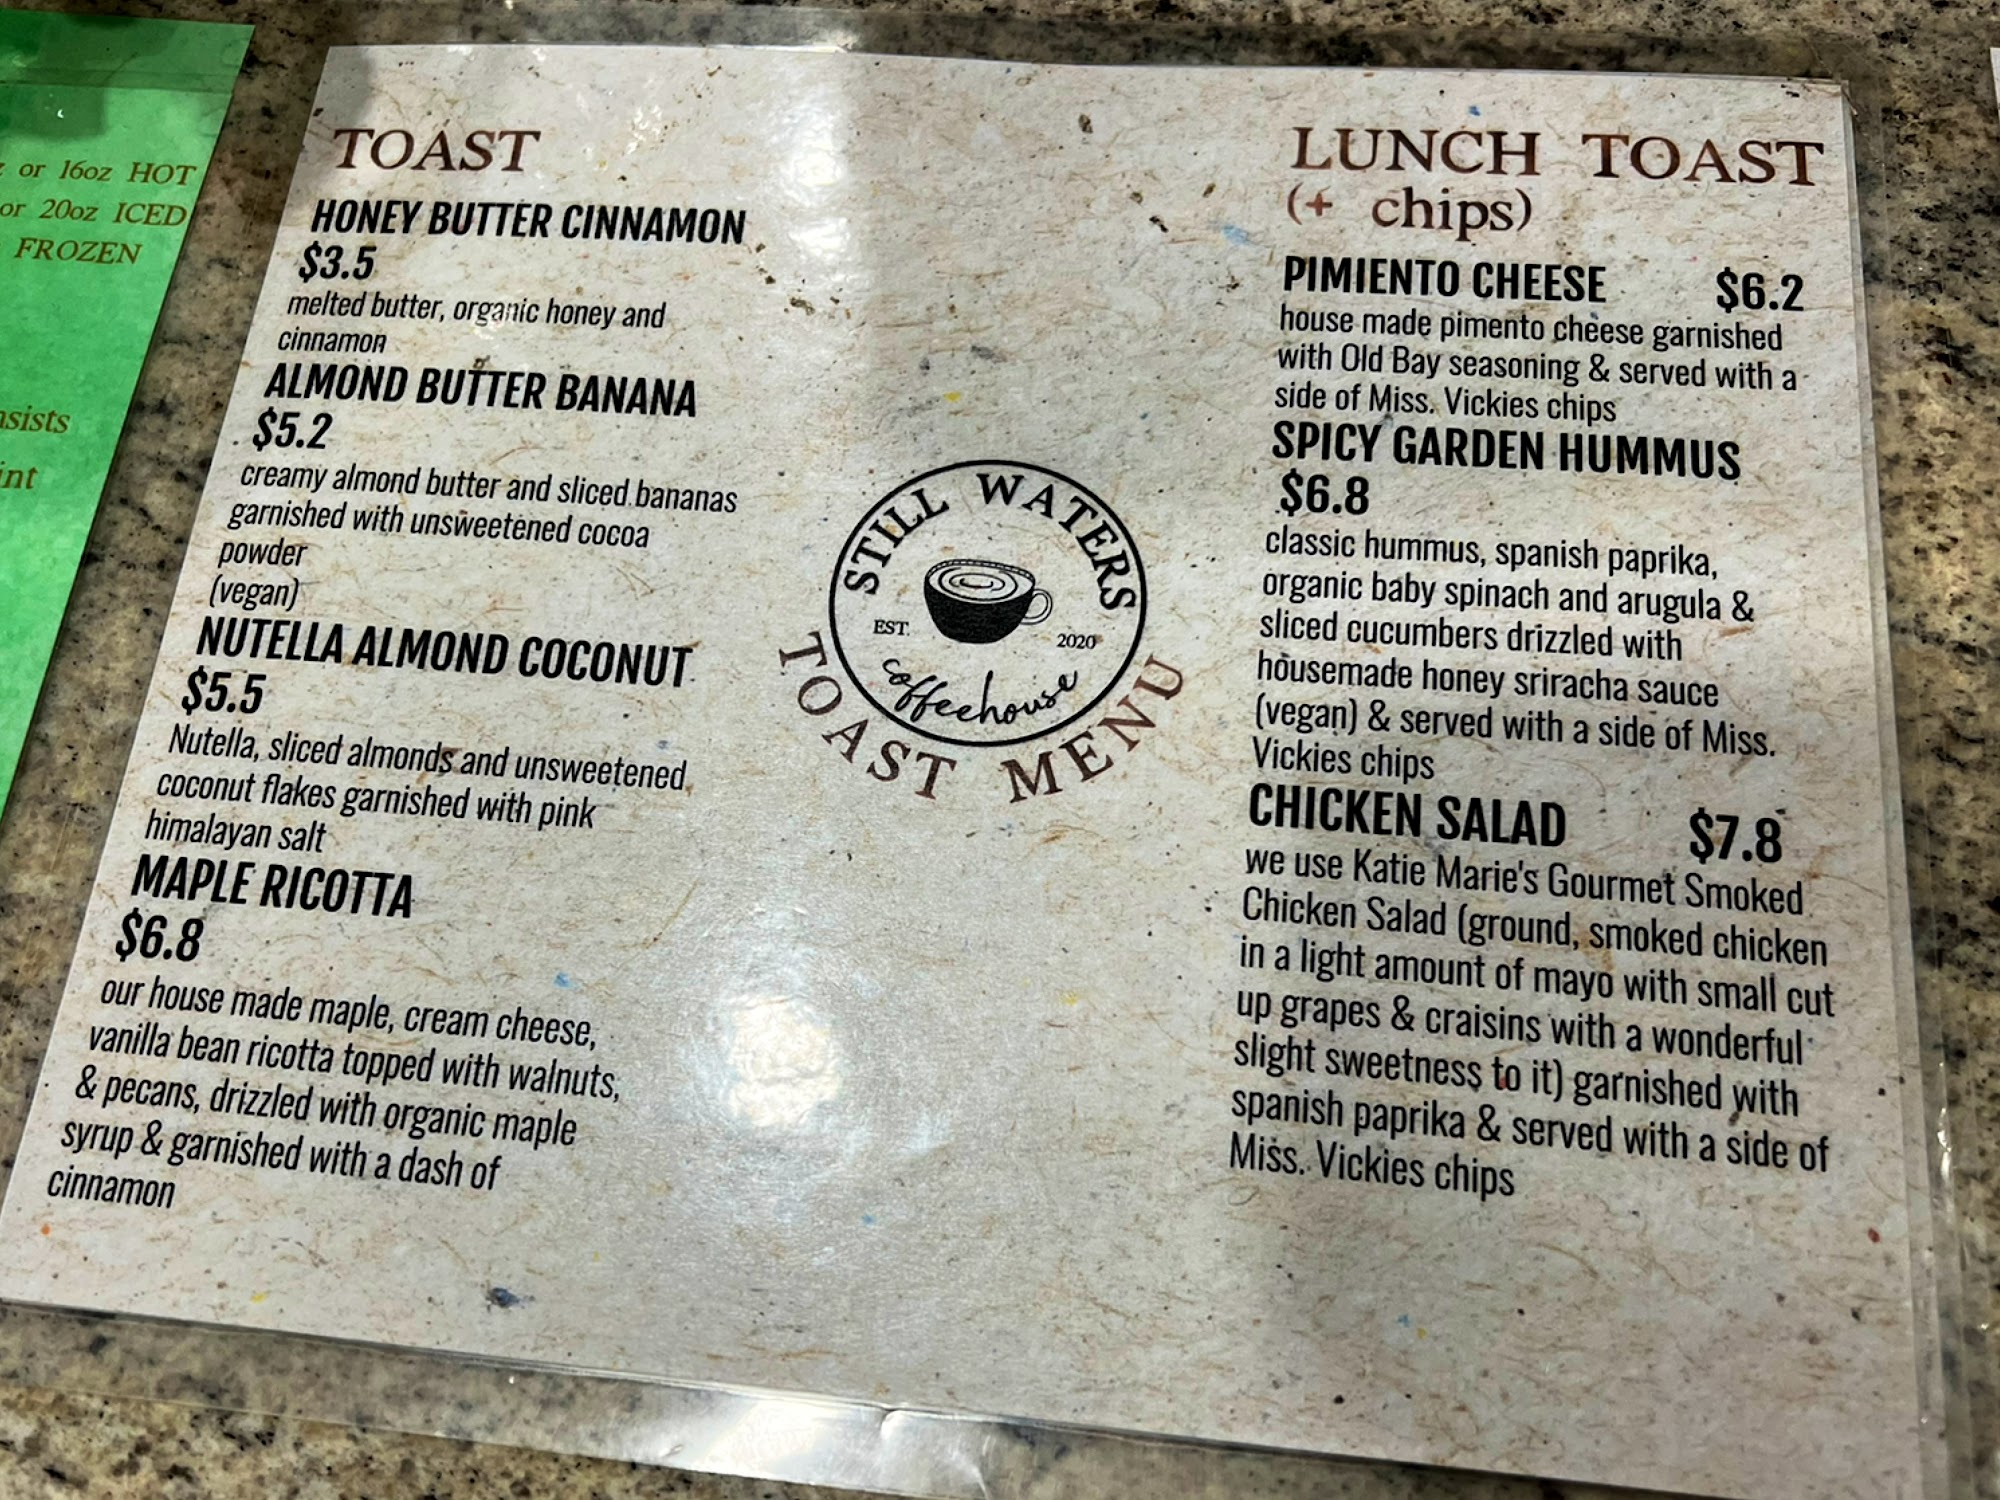 or 16oz HOT
or 20oz ICED
FROZEN
TOAST
HONEY BUTTER CINNAMON
$3.5
melted butter, organic honey and
cinnamon
ALMOND BUTTER BANANA
$5.2
creamy almond butter and sliced bananas
garnished with unsweetened cocoa
powder
(vegan)
NUTELLA ALMOND COCONUT
$5.5
Nutella, sliced almonds and unsweetened
coconut flakes garnished with pink
himalayan salt
MAPLE RICOTTA
$6.8
our house made maple, cream cheese,
vanilla bean ricotta topped with walnuts,
& pecans, drizzled with organic maple
syrup & garnished with a dash of
cinnamon
STILL WATERS
EST. 2020
coffeehouse
TOAST MENU
LUNCH TOAST
(+ chips)
PIMIENTO CHEESE $6.2
house made pimento cheese garnished
with Old Bay seasoning & served with a
side of Miss. Vickies chips
SPICY GARDEN HUMMUS
$6.8
classic hummus, spanish paprika,
organic baby spinach and arugula &
sliced cucumbers drizzled with
housemade honey sriracha sauce
(vegan) & served with a side of Miss.
Vickies chips
CHICKEN SALAD $7.8
we use Katie Marie's Gourmet Smoked
Chicken Salad (ground, smoked chicken
in a light amount of mayo with small cut
up grapes & craisins with a wonderful
slight sweetness to it) garnished with
spanish paprika & served with a side of
Miss. Vickies chips